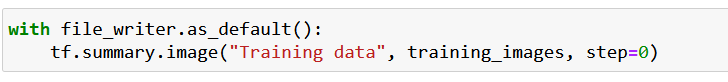 with file_writer.as_default():
    tf.summary.image("Training data", training_images, step=0)